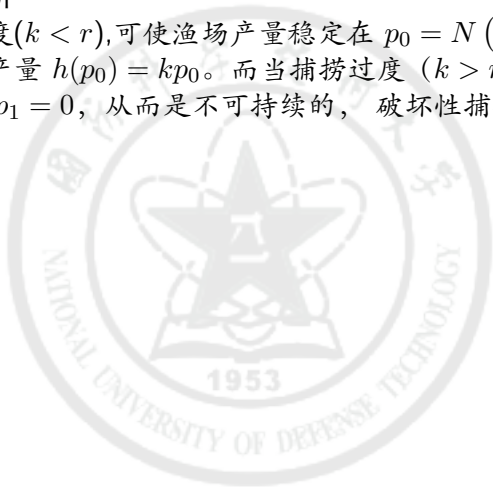 度(k < r),可使渔场产量稳定在 p₀ = N (
产量 h(p₀) = kp₀。而当捕捞过度（k > r
p₁ = 0，从而是不可持续的， 破坏性捕
1953
NATIONAL UNIVERSITY OF DEFENSE TECHNOLOGY